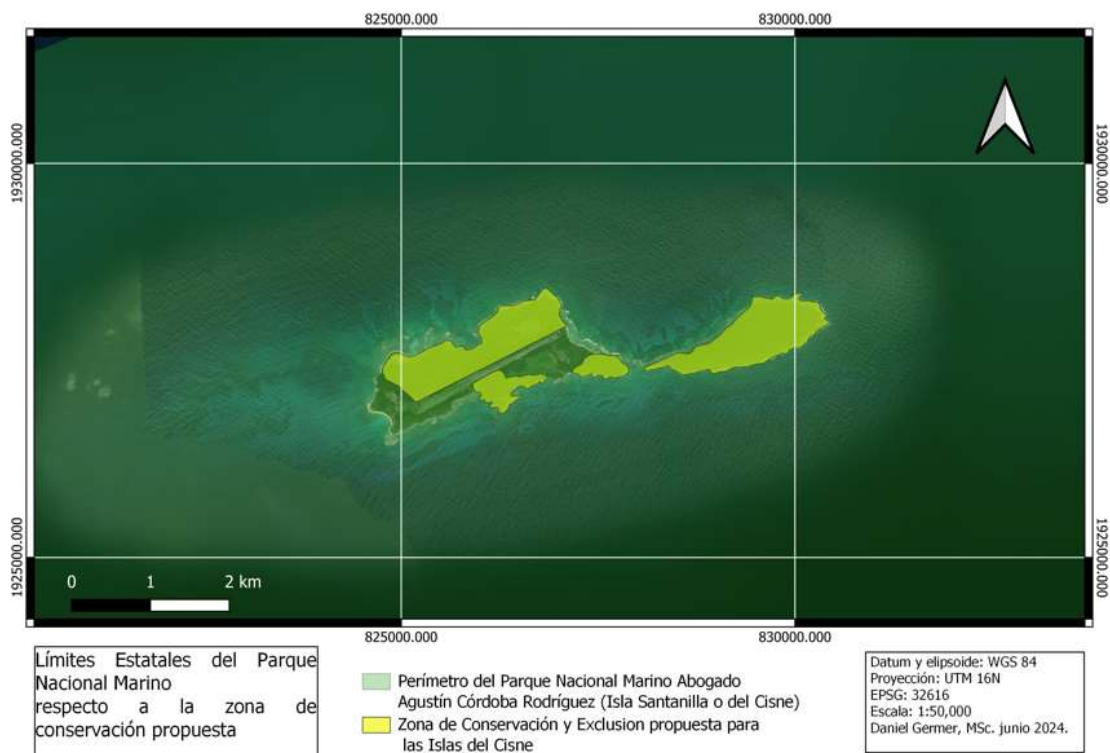 825000.000 830000.000
1930000.000 1930000.000
1925000.000 1925000.000
0 1 2 km
825000.000 830000.000
Límites Estatales del Parque
Nacional Marino
respecto a la zona de
conservación propuesta
Perímetro del Parque Nacional Marino Abogado
Agustín Córdoba Rodríguez (Isla Santanilla o del Cisne)
Zona de Conservación y Exclusion propuesta para
las Islas del Cisne
Datum y elipsoide: WGS 84
Proyección: UTM 16N
EPSG: 32616
Escala: 1:50,000
Daniel Germer, MSc. junio 2024.